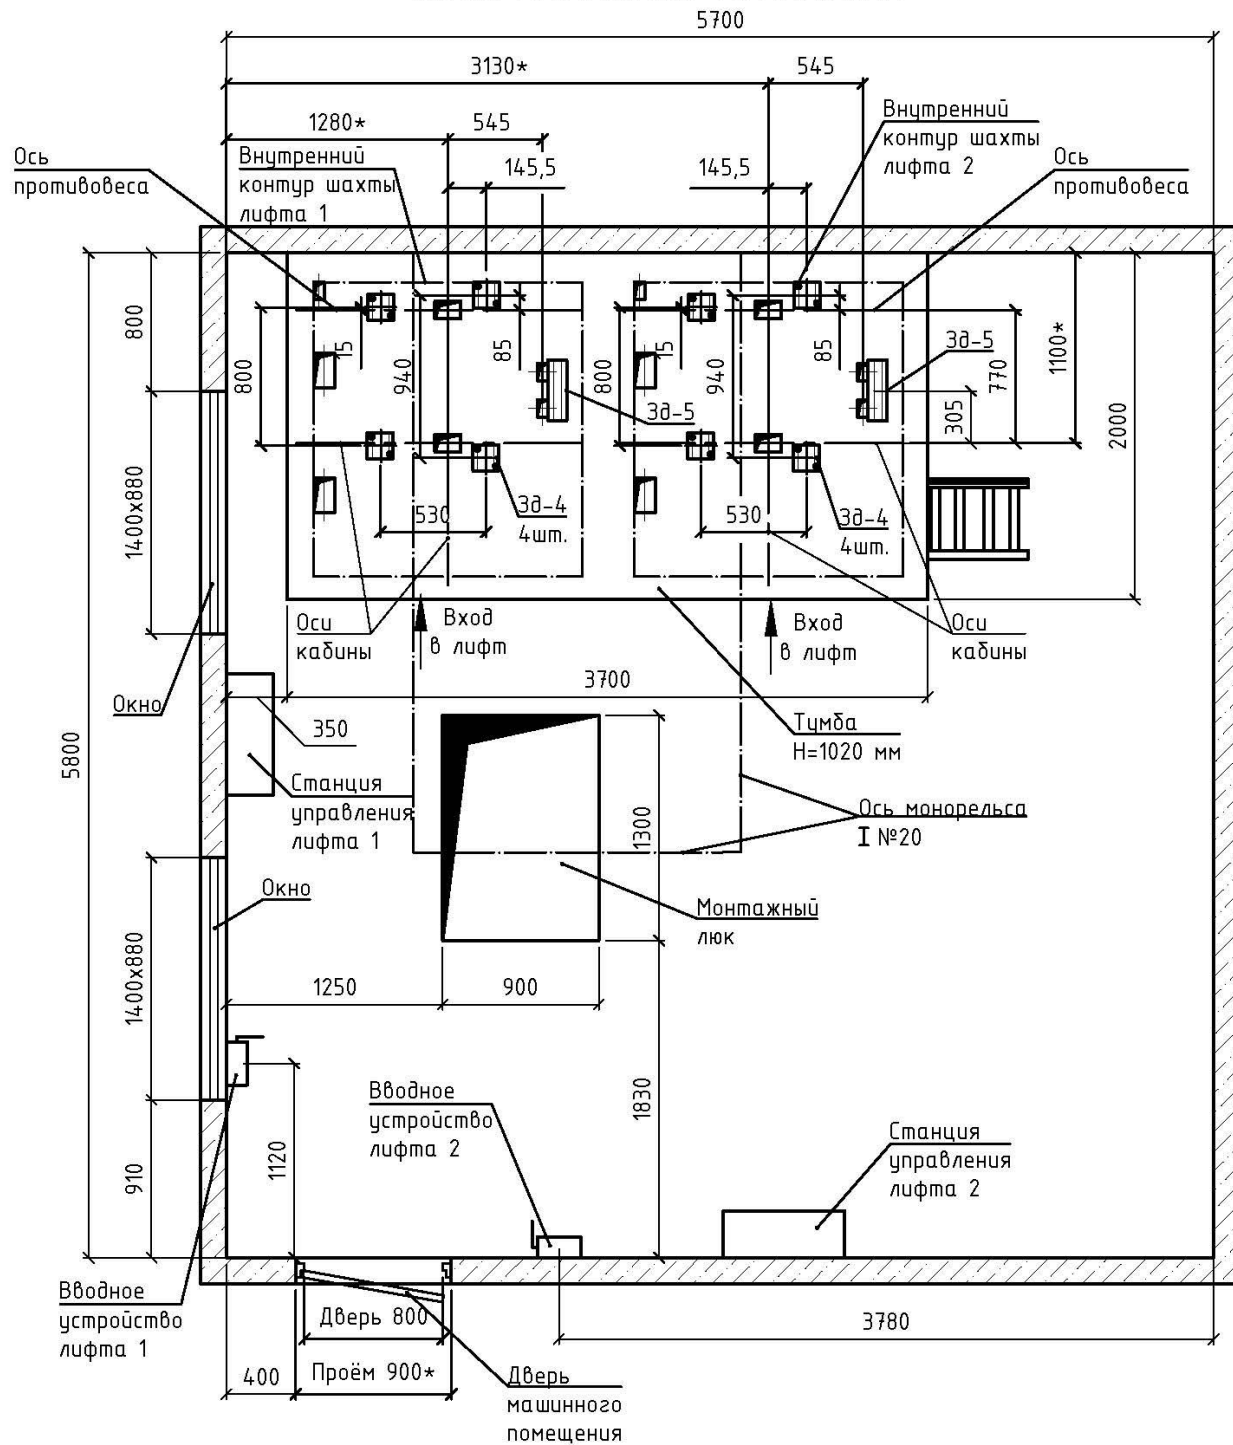 5700
3130*
545
1280*
545
Внутренний
контур шахты
лифта 2
Ось
противовеса
Внутренний
контур шахты
лифта 1
145,5
145,5
Ось
противовеса
800
800
15
940
85
Зд-5
800
15
940
85
Зд-5
305
770
1100*
2000
1400х880
530
Зд-4
4шт.
530
Зд-4
4шт.
Оси
кабины
Вход
в лифт
Вход
в лифт
Оси
кабины
3700
Окно
350
Тумба
H=1020 мм
5800
Станция
управления
лифта 1
1300
Ось монорельса
I №20
Окно
Монтажный
люк
1400х880
1250
900
Вводное
устройство
лифта 2
1830
Станция
управления
лифта 2
910
1120
Вводное
устройство
лифта 1
Дверь 800
3780
400
Проём 900*
Дверь
машинного
помещения